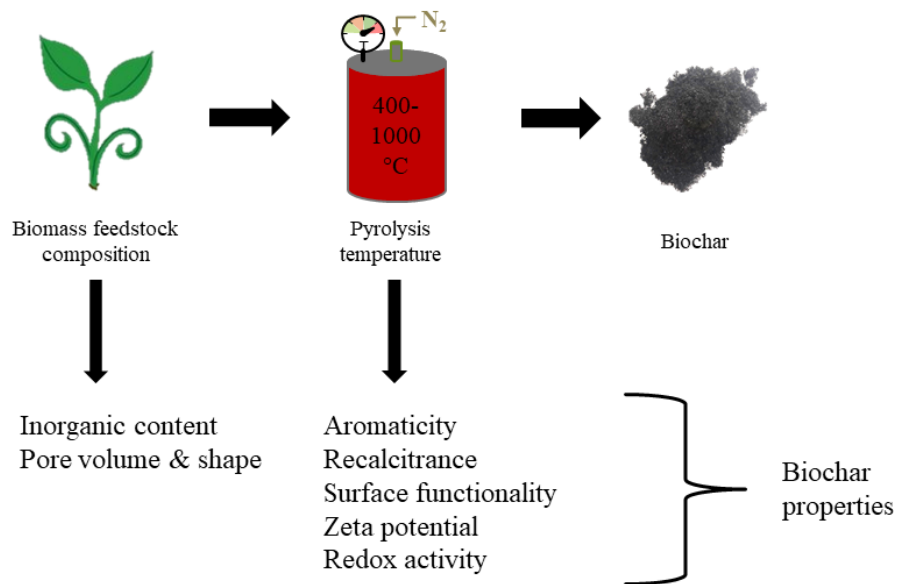 N₂
400-
1000
°C
Biomass feedstock
composition
Pyrolysis
temperature
Biochar
Inorganic content
Pore volume & shape
Aromaticity
Recalcitrance
Surface functionality
Zeta potential
Redox activity
Biochar
properties